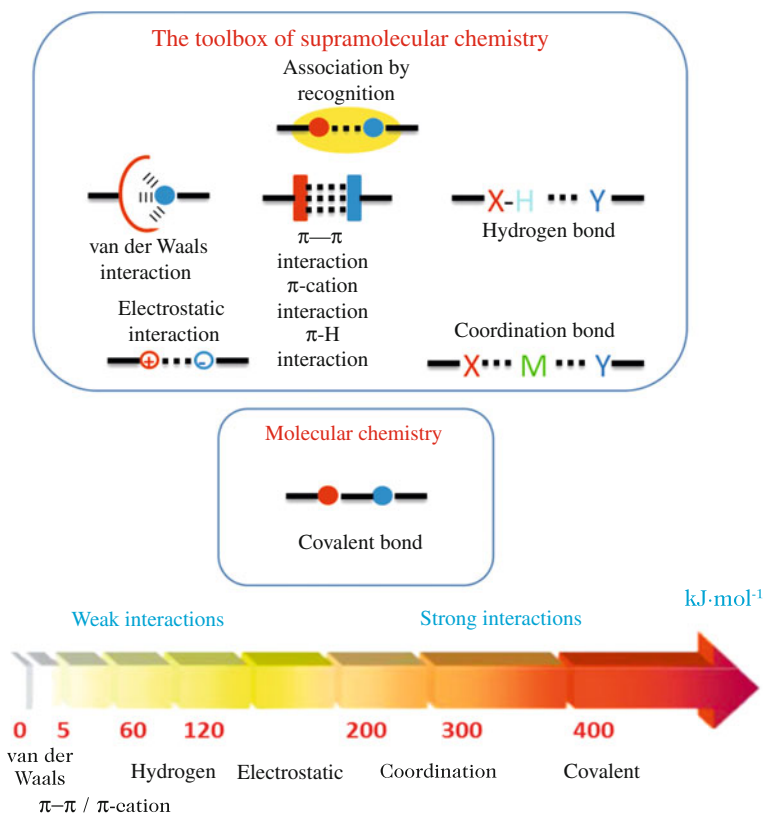 The toolbox of supramolecular chemistry
Association by
recognition
van der Waals
interaction
π—π
interaction
π-cation
interaction
π-H
interaction
X-H ··· Y
Hydrogen bond
Electrostatic
interaction
+ ··· -
Coordination bond
X··· M ··· Y
Molecular chemistry
Covalent bond
kJ·mol⁻¹
Weak interactions Strong interactions
0 5 60 120 200 300 400
van der
Waals
Hydrogen Electrostatic Coordination Covalent
π–π / π-cation